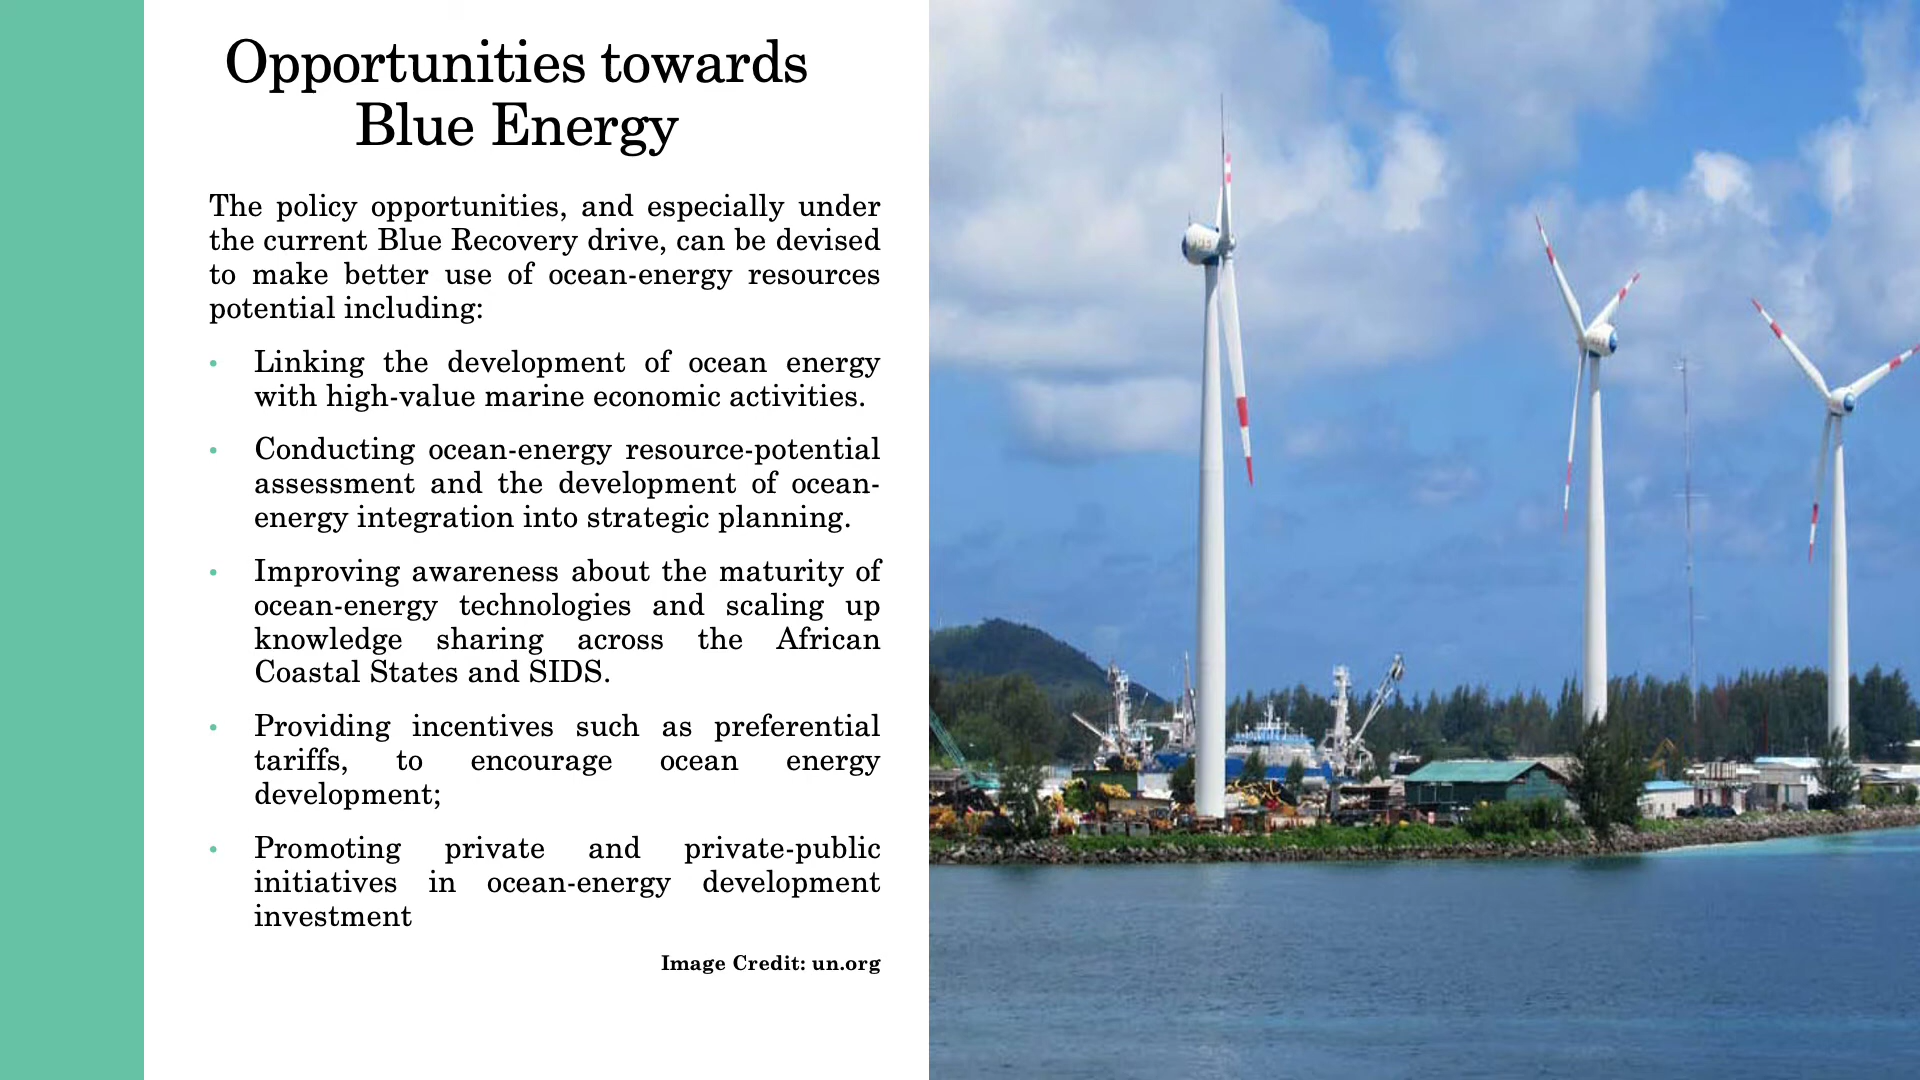 Opportunities towards
Blue Energy
The policy opportunities, and especially under
the current Blue Recovery drive, can be devised
to make better use of ocean-energy resources
potential including:
• Linking the development of ocean energy
with high-value marine economic activities.
• Conducting ocean-energy resource-potential
assessment and the development of ocean-
energy integration into strategic planning.
• Improving awareness about the maturity of
ocean-energy technologies and scaling up
knowledge sharing across the African
Coastal States and SIDS.
• Providing incentives such as preferential
tariffs, to encourage ocean energy
development;
• Promoting private and private-public
initiatives in ocean-energy development
investment
Image Credit: un.org